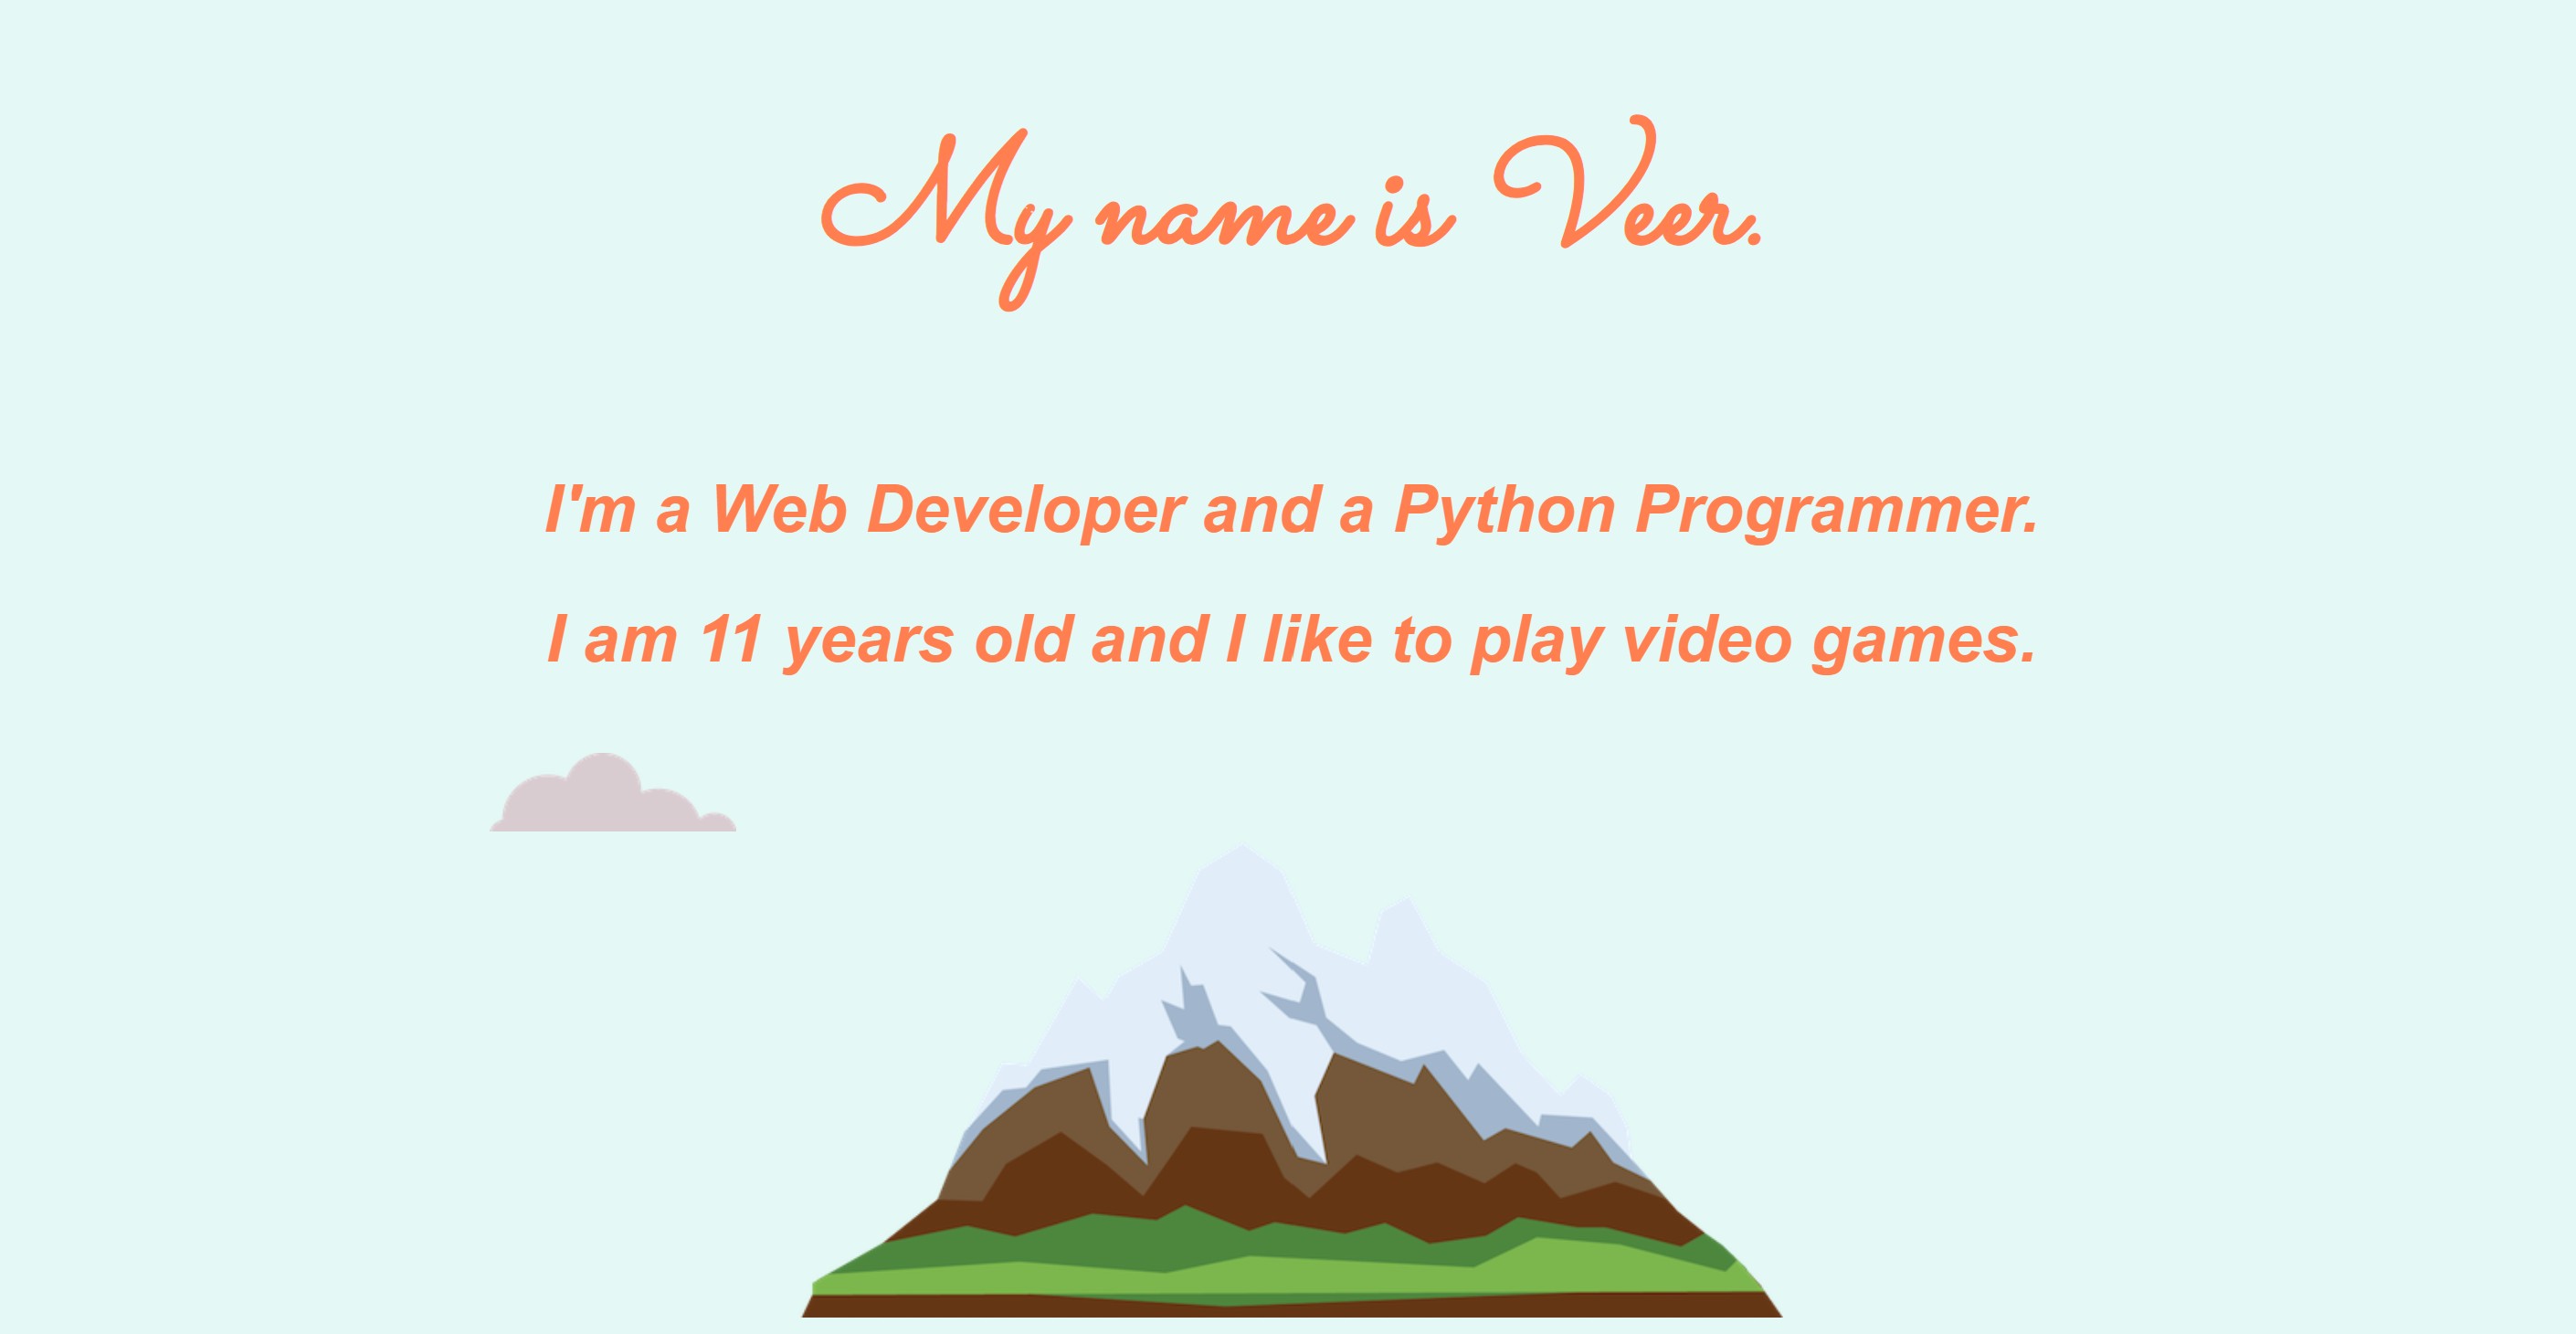 My name is Veer.
I'm a Web Developer and a Python Programmer.
I am 11 years old and I like to play video games.